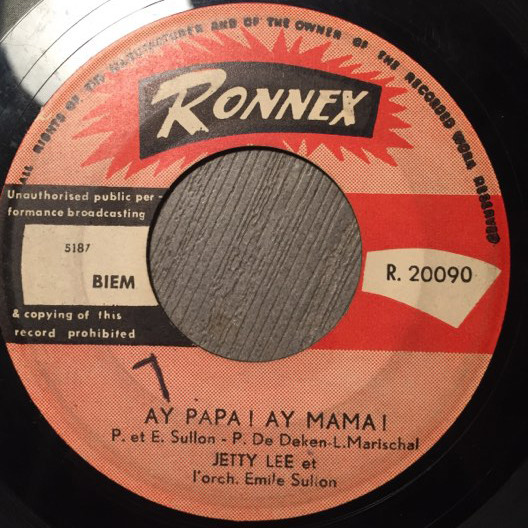 ALL RIGHTS OF THE MANUFACTURER AND OF THE OWNER OF THE RECORDED WORK RESERVED
RONNEX
Unauthorised public per-
formance broadcasting
5187
BIEM
R. 20090
& copying of this
record prohibited
7
AY PAPA! AY MAMA!
P. et E. Sullon - P. De Deken-L. Marischal
JETTY LEE et
l'orch. Emile Sullon